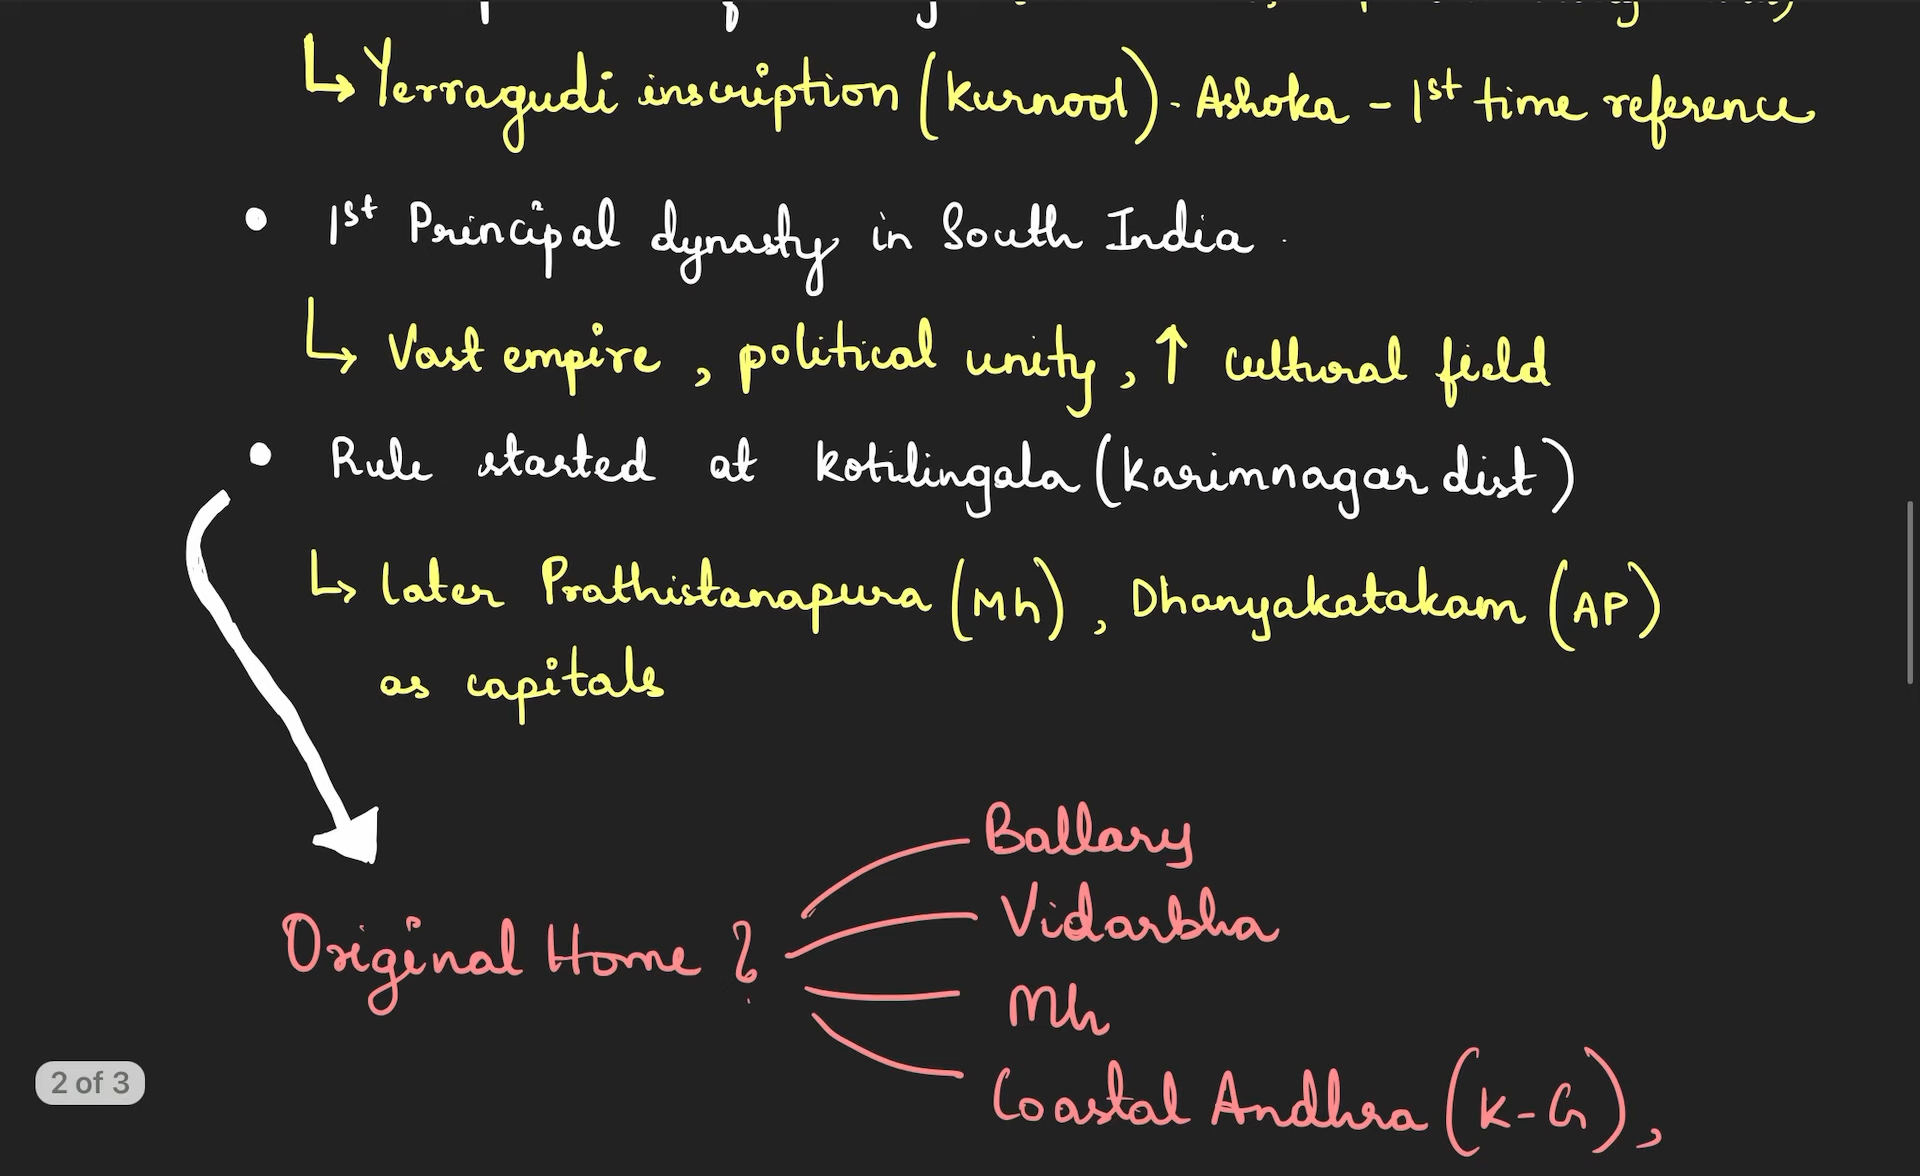 ↳ Yerragudi inscription (Kurnool) - Ashoka - 1st time reference
• 1st Principal dynasty in South India
↳ Vast empire, political unity, ↑ cultural field
• Rule started at Kotilingala (Karimnagar dist)
↳ later Prathistanapura (Mh), Dhanyakatakam (AP)
as capitals
Ballary
Vidarbha
Original Home ?
Mh
Coastal Andhra (K-G),
2 of 3